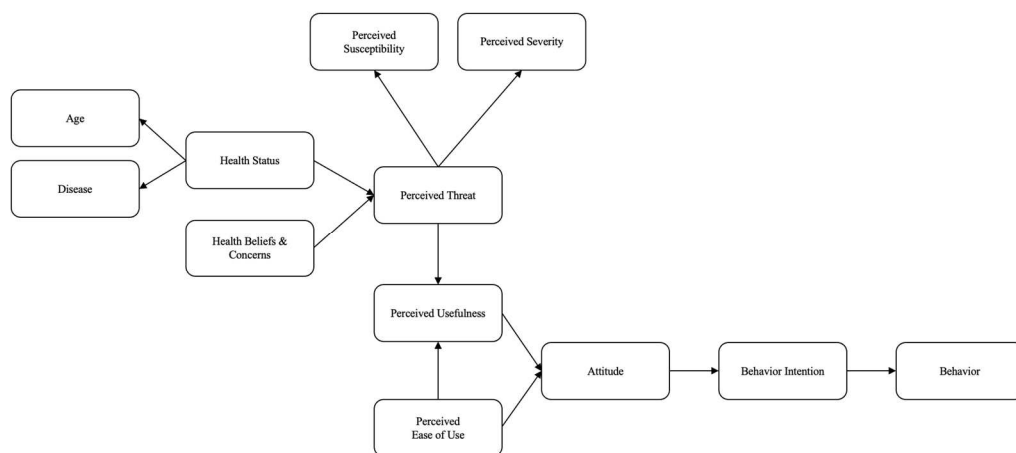 Perceived
Susceptibility
Perceived Severity
Age
Health Status
Disease
Perceived Threat
Health Beliefs &
Concerns
Perceived Usefulness
Attitude
Behavior Intention
Behavior
Perceived
Ease of Use